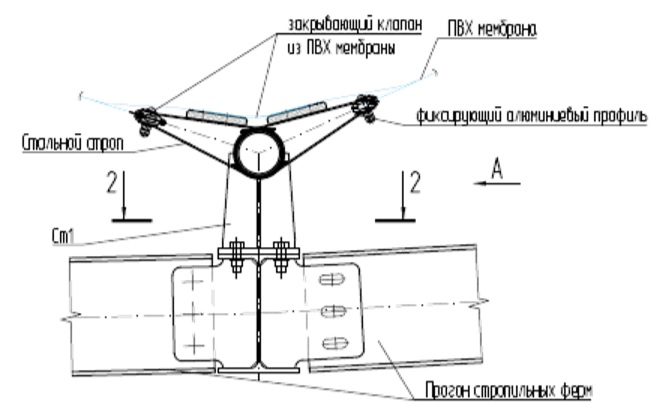 закрывающий клапан
из ПВХ мембраны
ПВХ мембрана
фиксирующий алюминиевый профиль
Стальной строп
2
2
А
Ст1
Прогон стропильных ферм